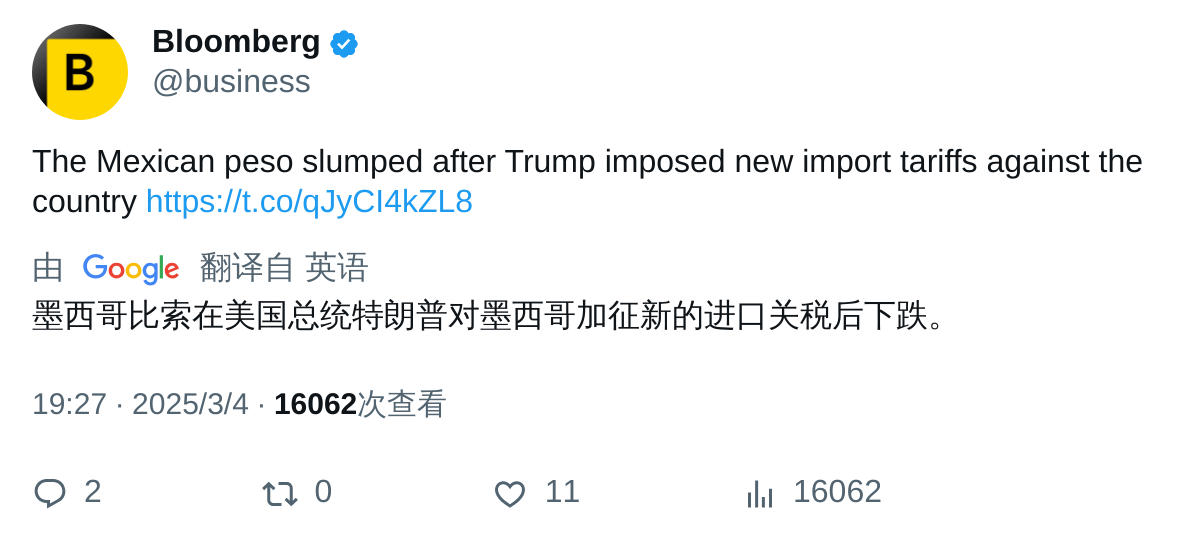 B
Bloomberg
@business
The Mexican peso slumped after Trump imposed new import tariffs against the
country https://t.co/qJyCI4kZL8
由 Google 翻译自 英语
墨西哥比索在美国总统特朗普对墨西哥加征新的进口关税后下跌。
19:27 · 2025/3/4 · 16062次查看
2 0 11 16062